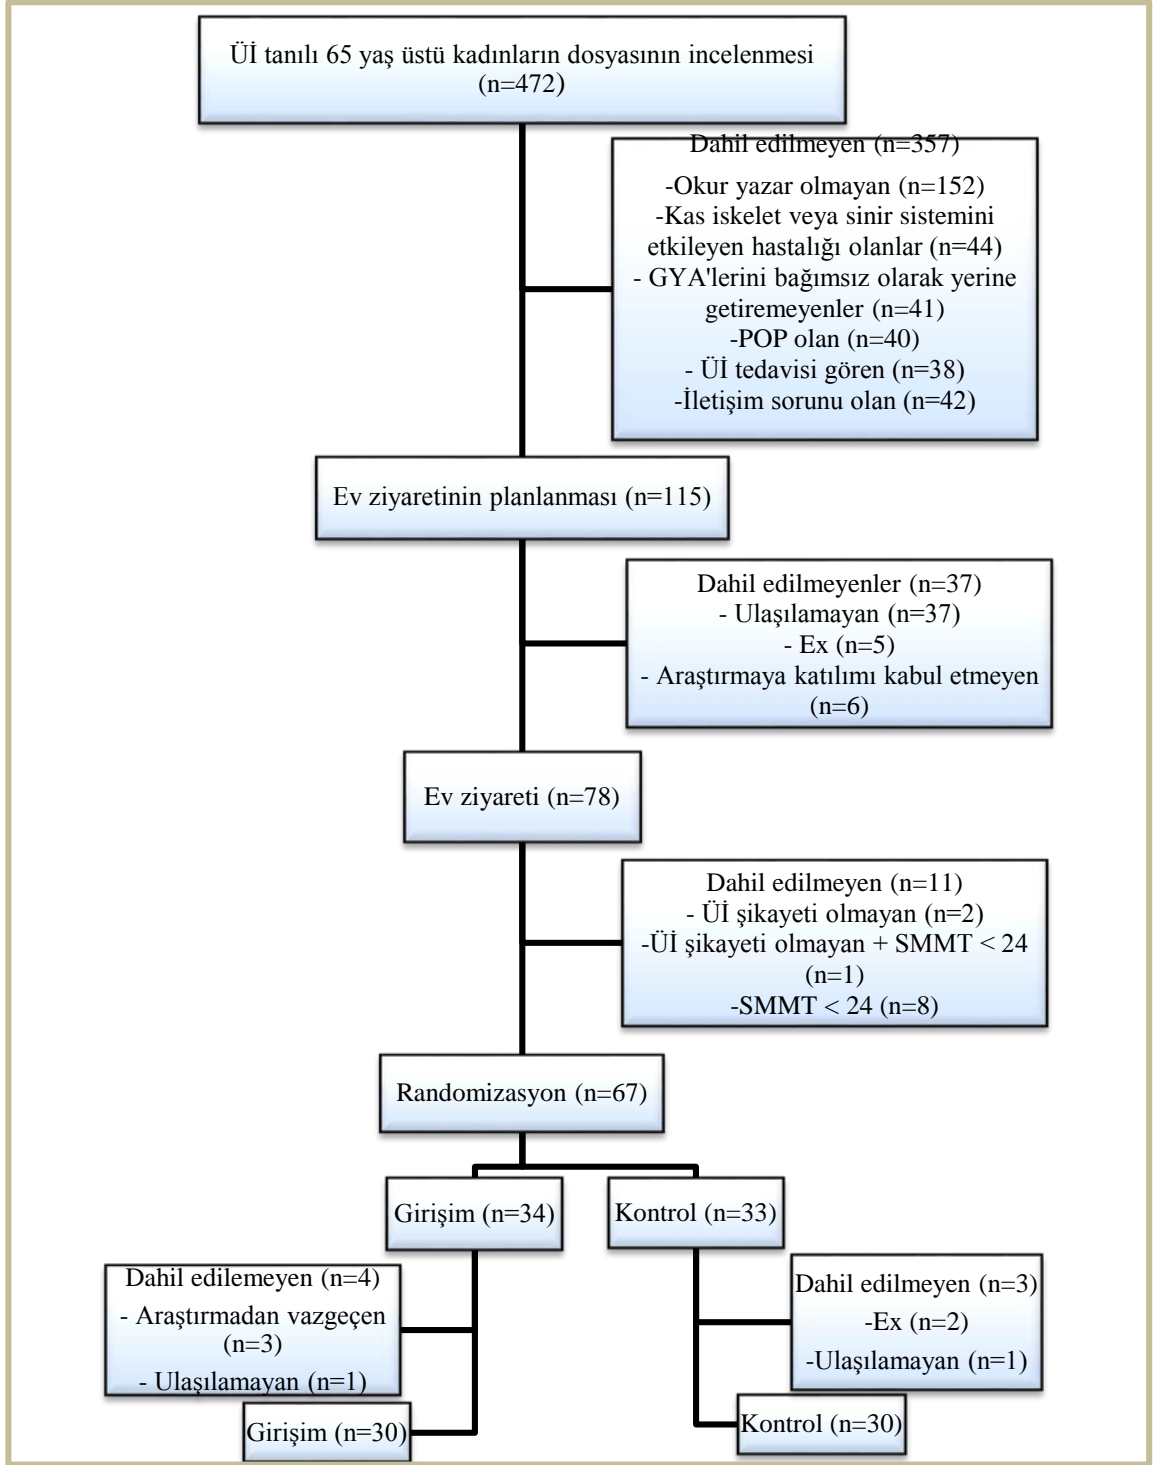 Üİ tanılı 65 yaş üstü kadınların dosyasının incelenmesi
(n=472)
Dahil edilmeyen (n=357)
-Okur yazar olmayan (n=152)
-Kas iskelet veya sinir sistemini
etkileyen hastalığı olanlar (n=44)
- GYA'lerini bağımsız olarak yerine
getiremeyenler (n=41)
-POP olan (n=40)
- Üİ tedavisi gören (n=38)
-İletişim sorunu olan (n=42)
Ev ziyaretinin planlanması (n=115)
Dahil edilmeyenler (n=37)
- Ulaşılamayan (n=37)
- Ex (n=5)
- Araştırmaya katılımı kabul etmeyen
(n=6)
Ev ziyareti (n=78)
Dahil edilmeyen (n=11)
- Üİ şikayeti olmayan (n=2)
-Üİ şikayeti olmayan + SMMT < 24
(n=1)
-SMMT < 24 (n=8)
Randomizasyon (n=67)
Girişim (n=34)
Kontrol (n=33)
Dahil edilemeyen (n=4)
- Araştırmadan vazgeçen
(n=3)
- Ulaşılamayan (n=1)
Dahil edilmeyen (n=3)
-Ex (n=2)
-Ulaşılamayan (n=1)
Girişim (n=30)
Kontrol (n=30)